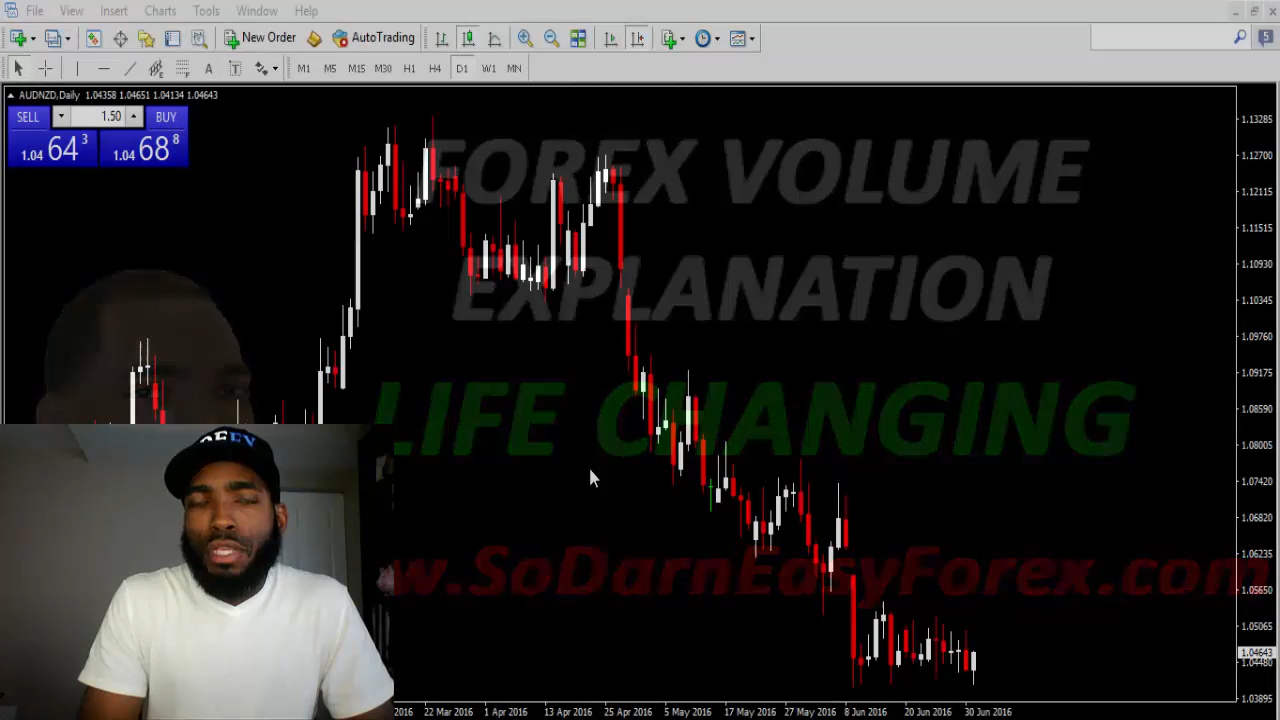 File View Insert Charts Tools Window Help
New Order AutoTrading
5
A T M1 M5 M15 M30 H1 H4 D1 W1 MN
AUDNZD,Daily 1.04358 1.04651 1.04134 1.04643
SELL 1.50 BUY
1.04 64 3 1.04 68 8
FOREX VOLUME
EXPLANATION
LIFE CHANGING
w.SoDarnEasyForex.com
1.13285
1.12700
1.12115
1.11515
1.10930
1.10345
1.09760
1.09175
1.08590
1.08005
1.07420
1.06820
1.06235
1.05650
1.05065
1.04643
1.04480
1.03895
2016 22 Mar 2016 1 Apr 2016 13 Apr 2016 25 Apr 2016 5 May 2016 17 May 2016 27 May 2016 8 Jun 2016 20 Jun 2016 30 Jun 2016